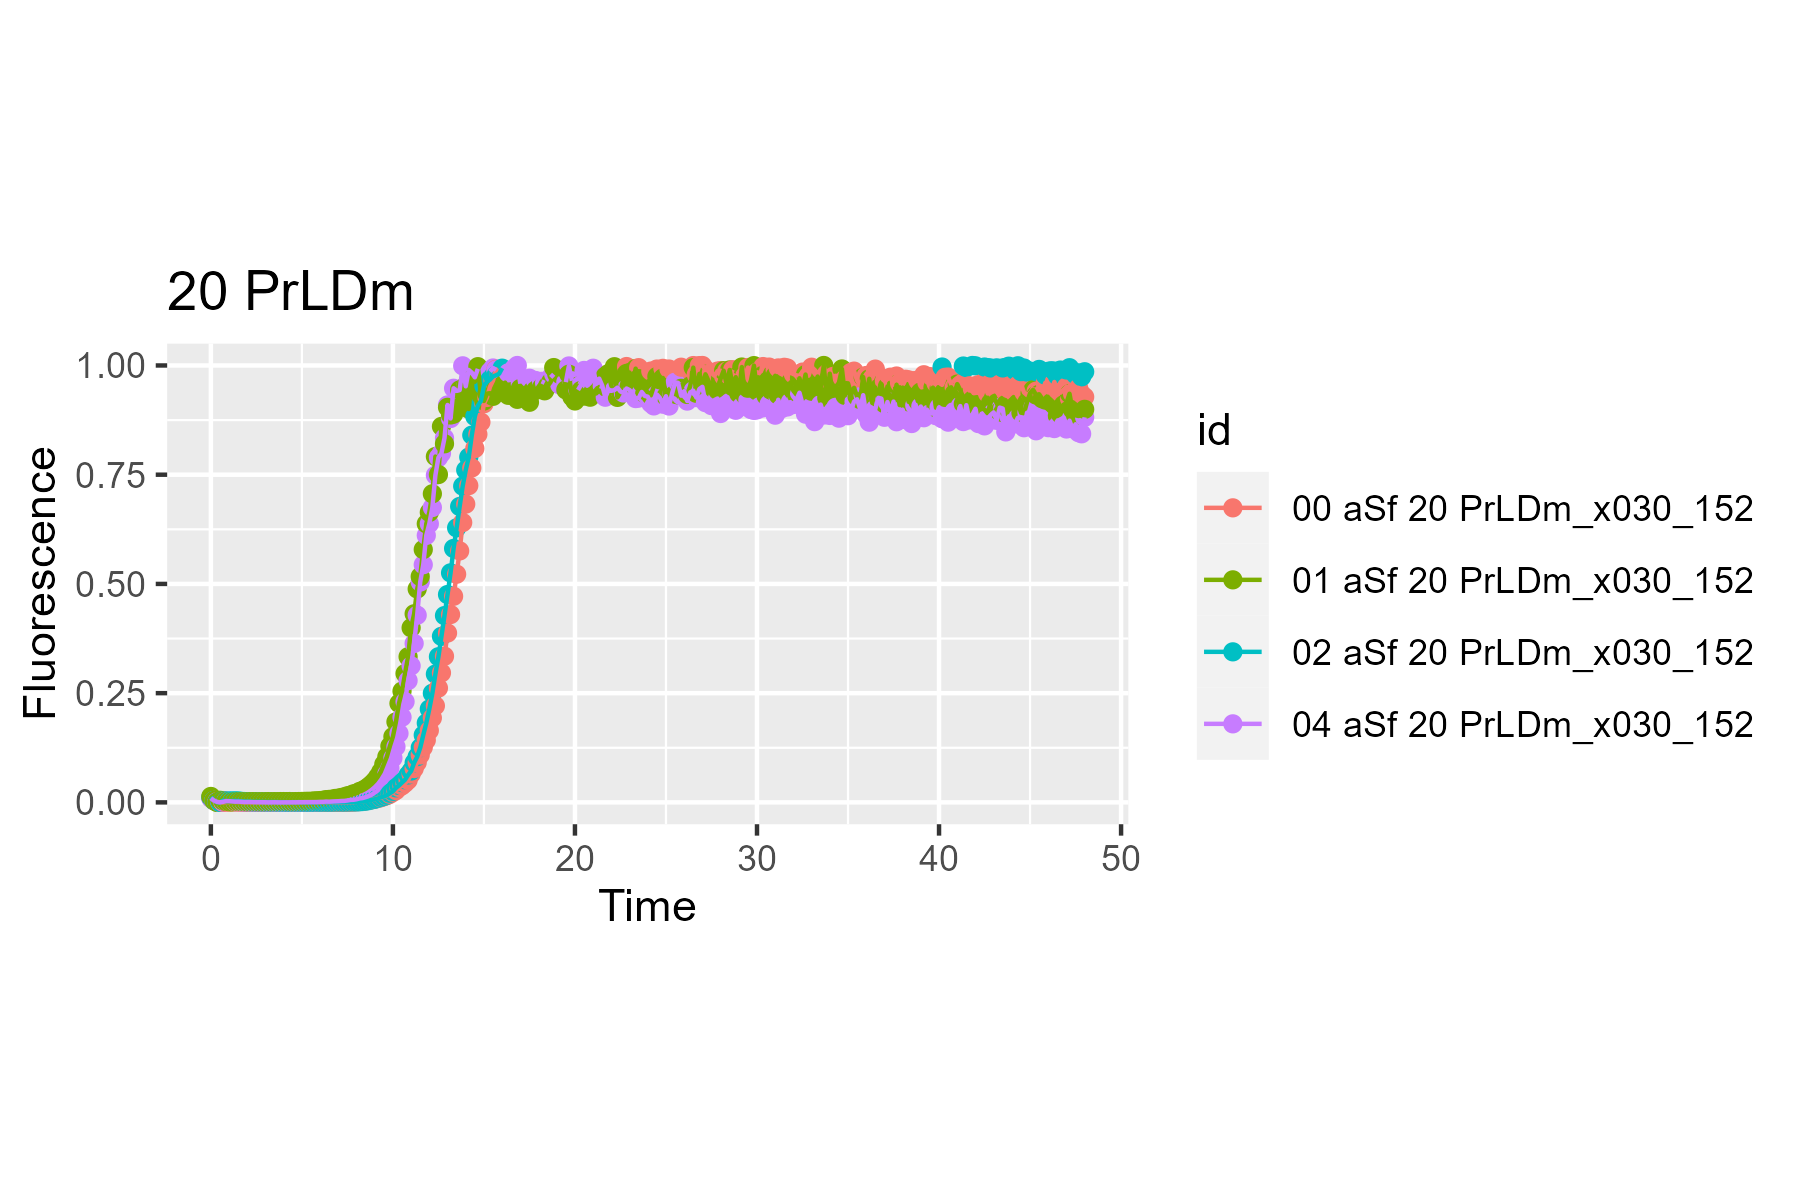 20 PrLDm
1.00
0.75
0.50
0.25
0.00
Fluorescence
0 10 20 30 40 50
Time
id
00 aSf 20 PrLDm_x030_152
01 aSf 20 PrLDm_x030_152
02 aSf 20 PrLDm_x030_152
04 aSf 20 PrLDm_x030_152